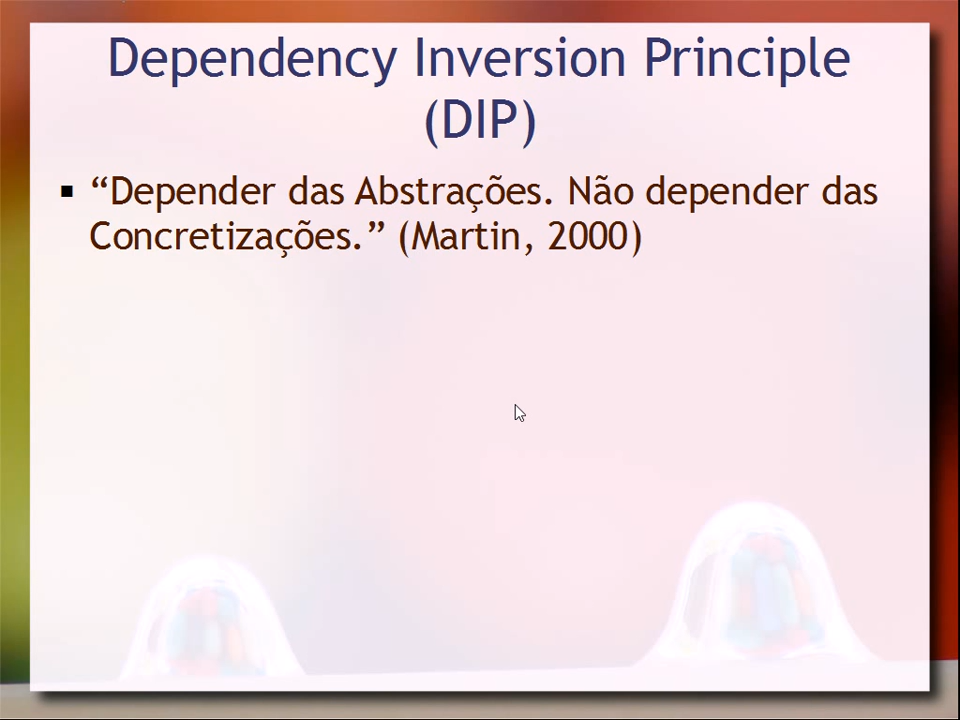 Dependency Inversion Principle
(DIP)
▪ “Depender das Abstrações. Não depender das
Concretizações.” (Martin, 2000)